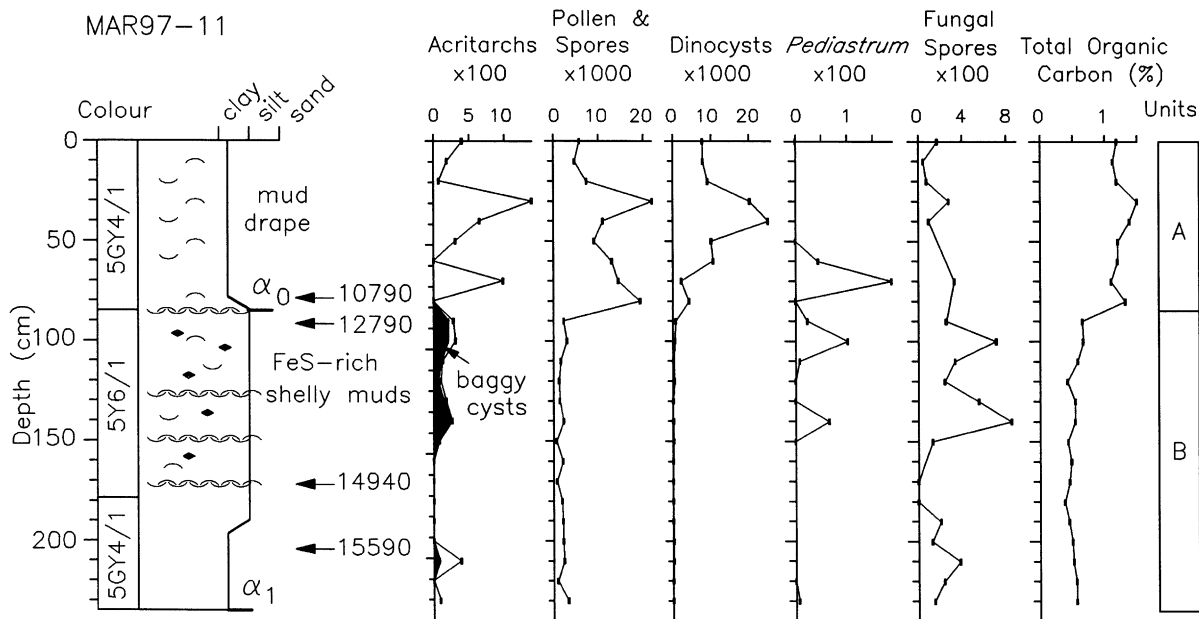 MAR97-11
Colour
clay
silt
sand
Acritarchs
x100
Pollen &
Spores
x1000
Dinocysts
x1000
Pediastrum
x100
Fungal
Spores
x100
Total Organic
Carbon (%)
Units
0 10
0 10 20
0 10 20
0 1
0 4 8
0 1
Depth (cm)
0
50
100
150
200
5GY4/1
5Y6/1
5GY4/1
mud
drape
α0
10790
12790
FeS-rich
shelly muds
baggy
cysts
14940
15590
α1
A
B